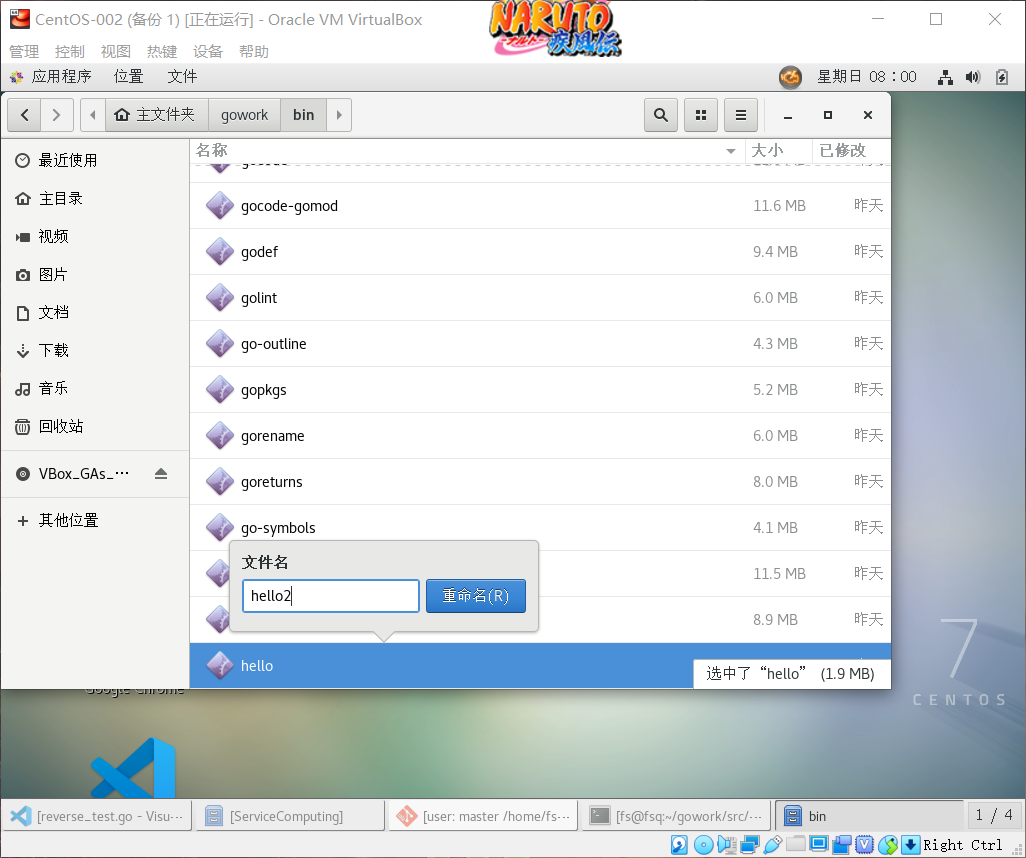 CentOS-002 (备份 1) [正在运行] - Oracle VM VirtualBox
NARUTO
ナルト
疾風伝
管理 控制 视图 热键 设备 帮助
应用程序 位置 文件 星期日 08：00
主文件夹 gowork bin
最近使用
主目录
视频
图片
文档
下载
音乐
回收站
VBox_GAs_…
其他位置
名称 大小 已修改
gocode-gomod 11.6 MB 昨天
godef 9.4 MB 昨天
golint 6.0 MB 昨天
go-outline 4.3 MB 昨天
gopkgs 5.2 MB 昨天
gorename 6.0 MB 昨天
goreturns 8.0 MB 昨天
go-symbols 4.1 MB 昨天
11.5 MB 昨天
8.9 MB 昨天
文件名
hello2 重命名(R)
hello
选中了“hello” (1.9 MB)
Google Chrome
7
CENTOS
[reverse_test.go - Visu… [ServiceComputing] [user: master /home/fs… [fs@fsq:~/gowork/src/… bin 1 / 4
Right Ctrl